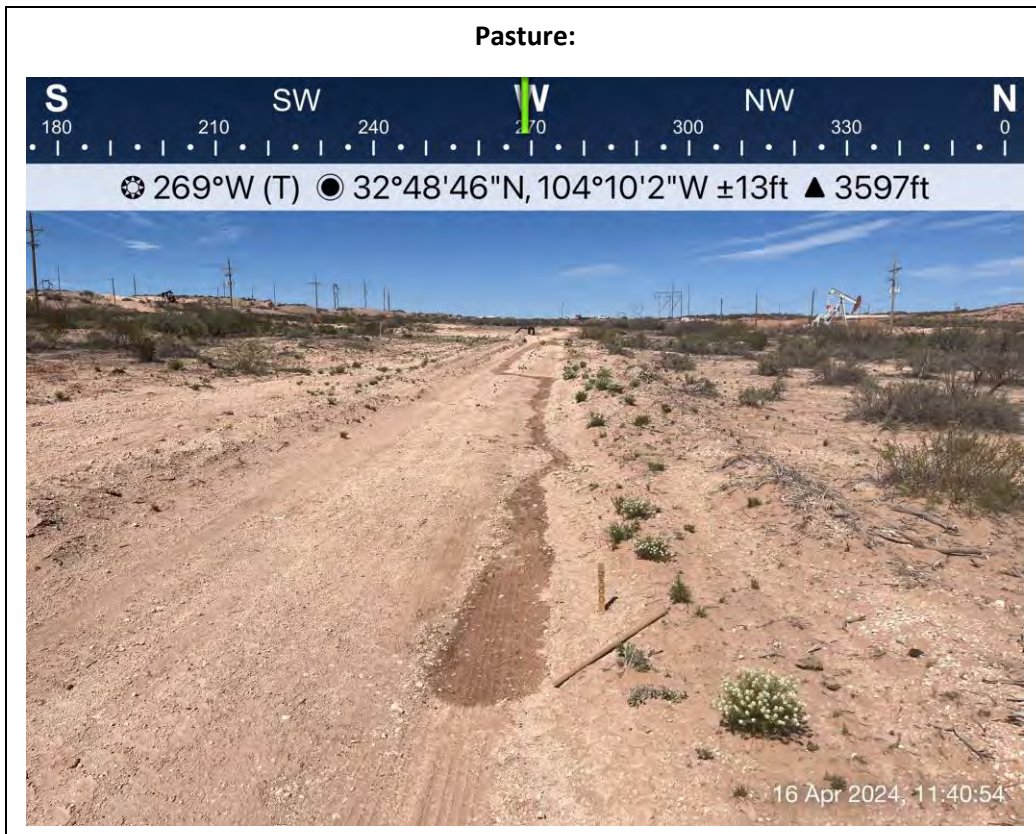 Pasture:
S SW W NW N
180 210 240 270 300 330 0
269°W (T) 32°48'46"N, 104°10'2"W ±13ft ▲ 3597ft
16 Apr 2024, 11:40:54